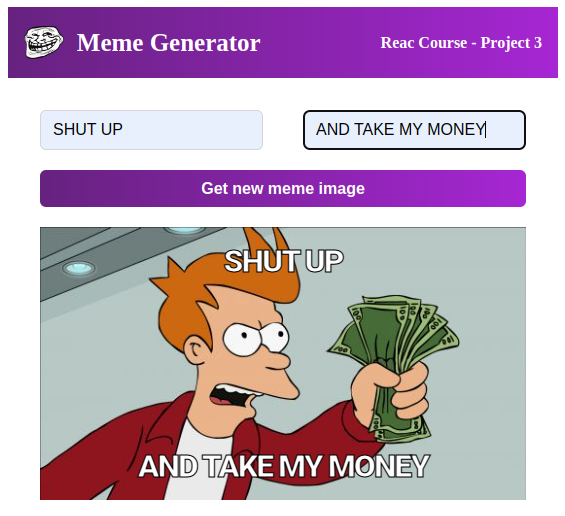 Meme Generator
Reac Course - Project 3
SHUT UP
AND TAKE MY MONEY
Get new meme image
SHUT UP
100
AND TAKE MY MONEY